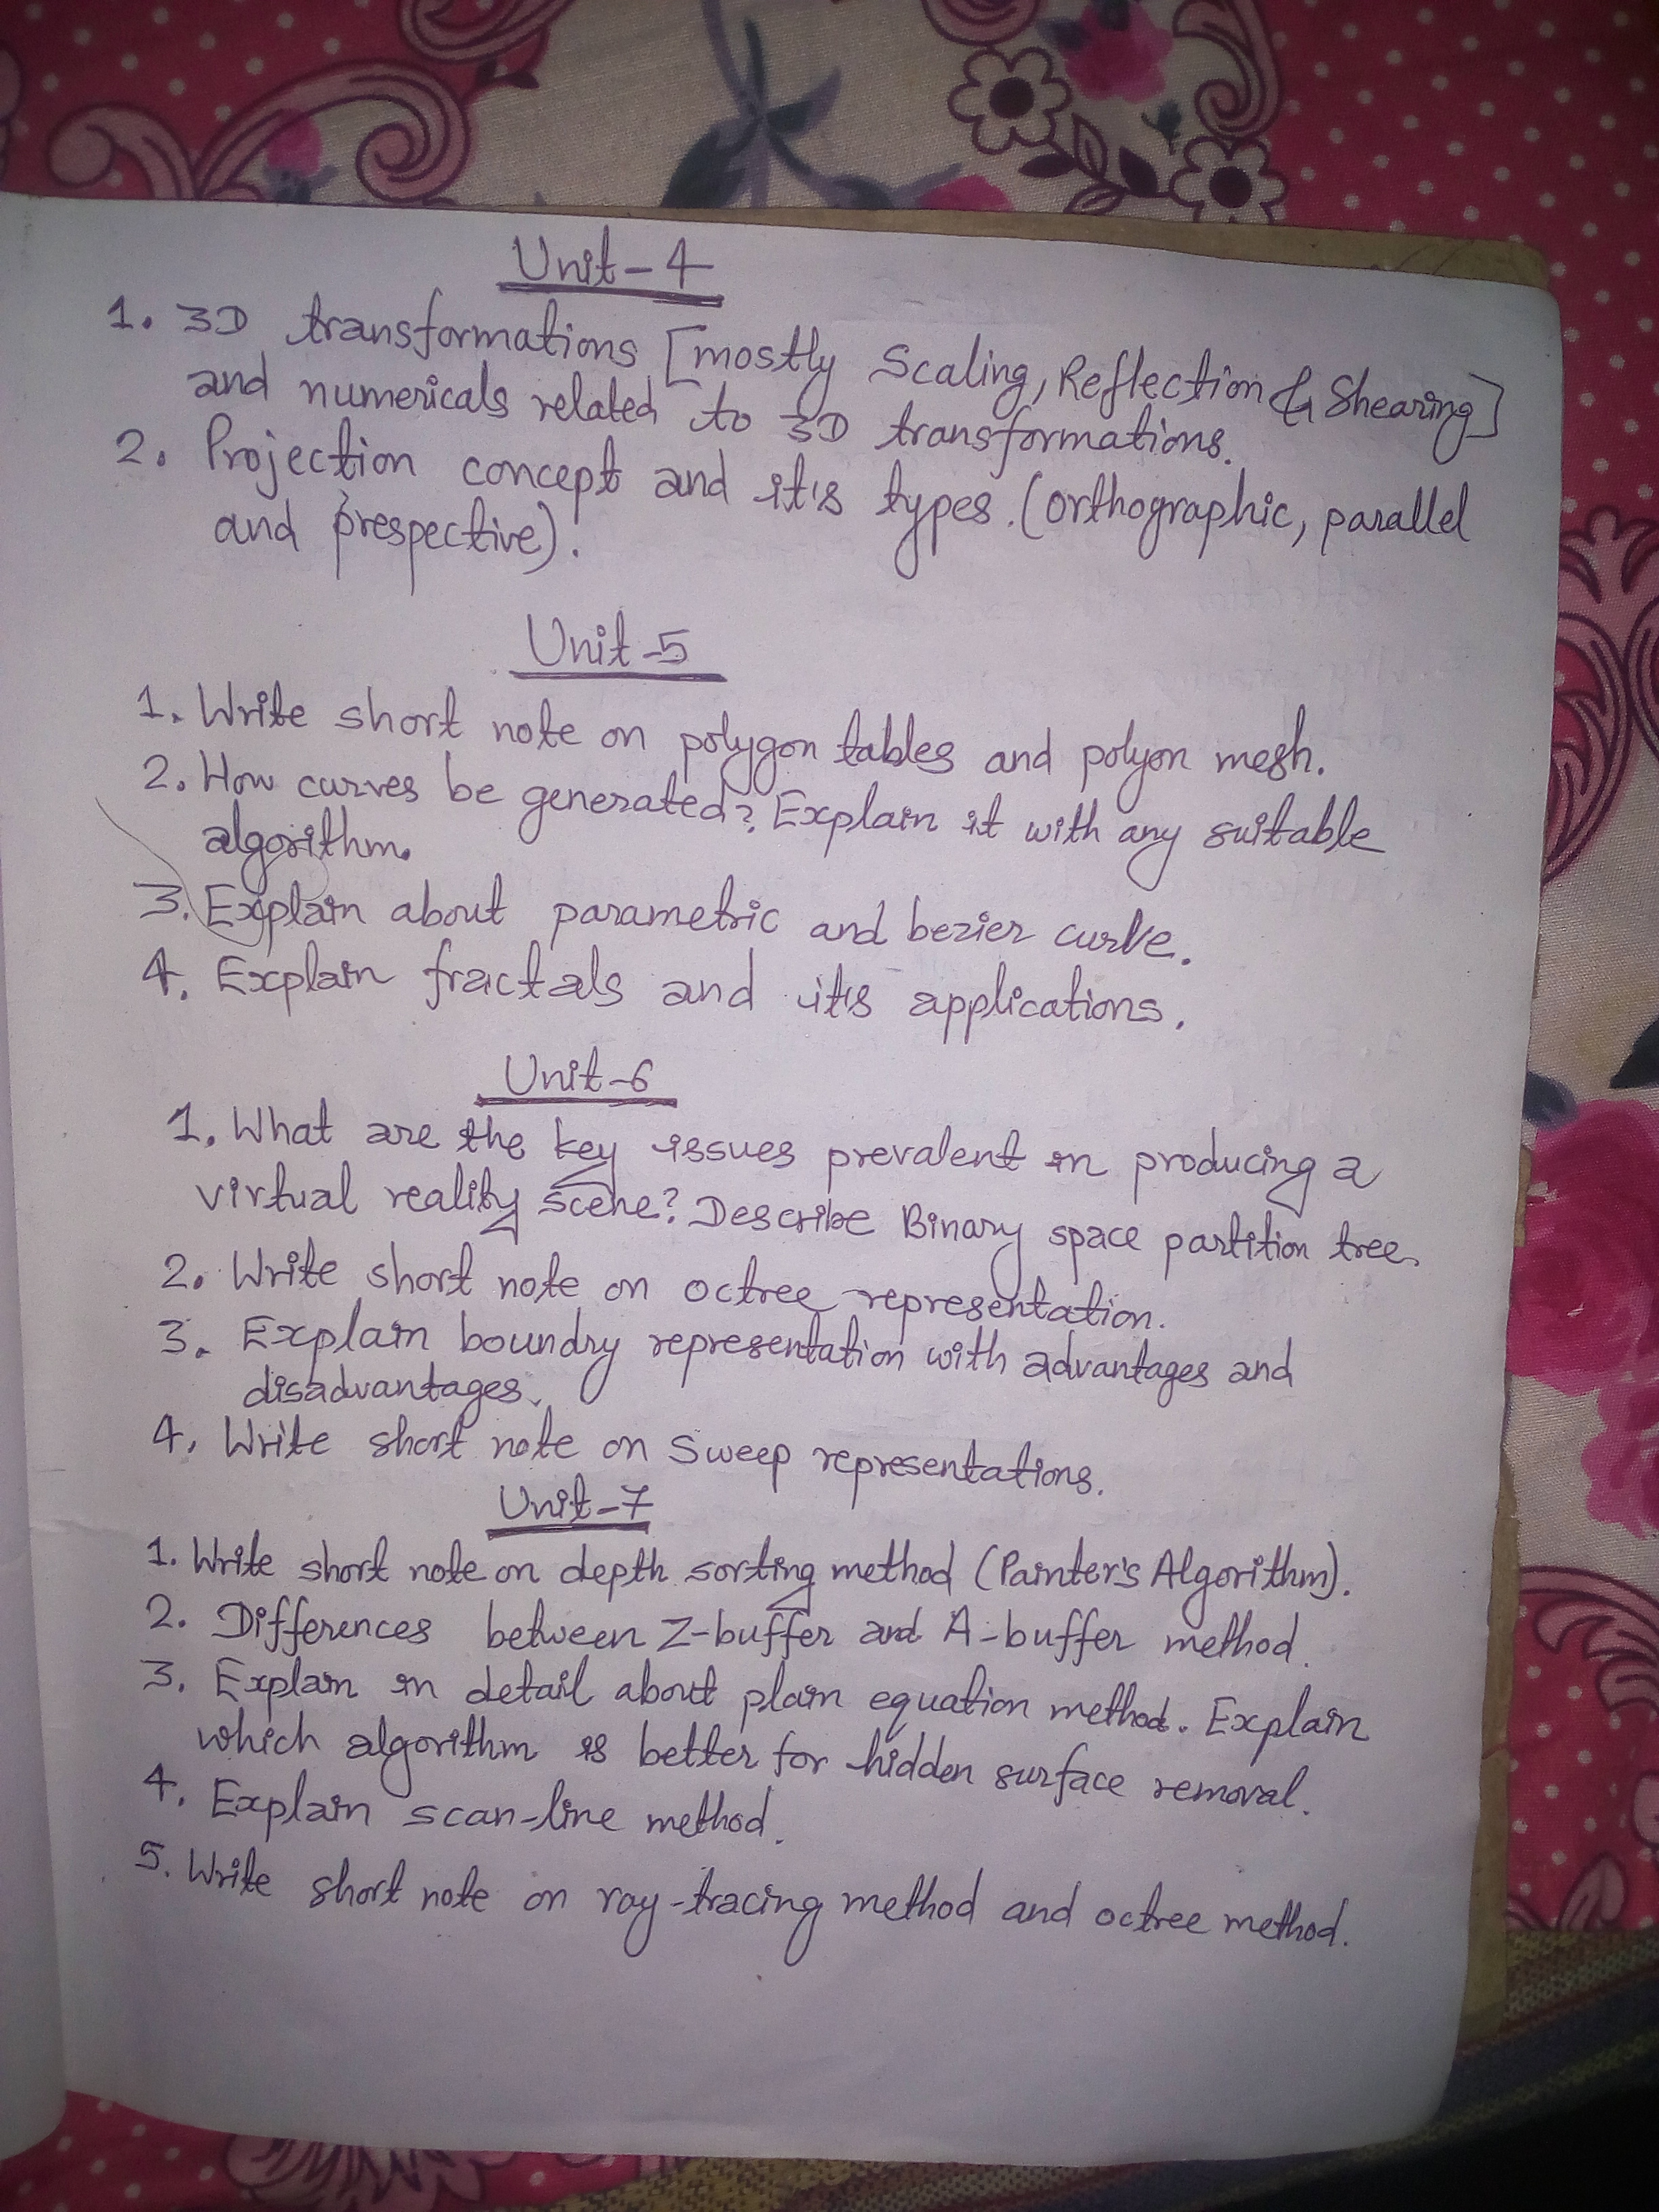 Unit-4
1. 3D transformations [mostly Scaling, Reflection & Shearing]
and numericals related to 3D transformations.
2. Projection concept and it's types. (orthographic, parallel
and prespective).
Unit-5
1. Write short note on polygon tables and polyon mesh.
2. How curves be generated? Explain it with any suitable
algorithm.
3. Explain about parametric and bezier curve.
4. Explain fractals and it's applications.
Unit-6
1. What are the key issues prevalent in producing a
virtual reality scene? Describe Binary space partition tree.
2. Write short note on octree representation.
3. Explain boundry representation with advantages and
disadvantages.
4. Write short note on Sweep representations.
Unit-7
1. Write short note on depth sorting method (Painter's Algorithm).
2. Differences between Z-buffer and A-buffer method.
3. Explain in detail about plain equation method. Explain
which algorithm is better for hidden surface removal.
4. Explain scan-line method.
5. Write short note on ray-tracing method and octree method.